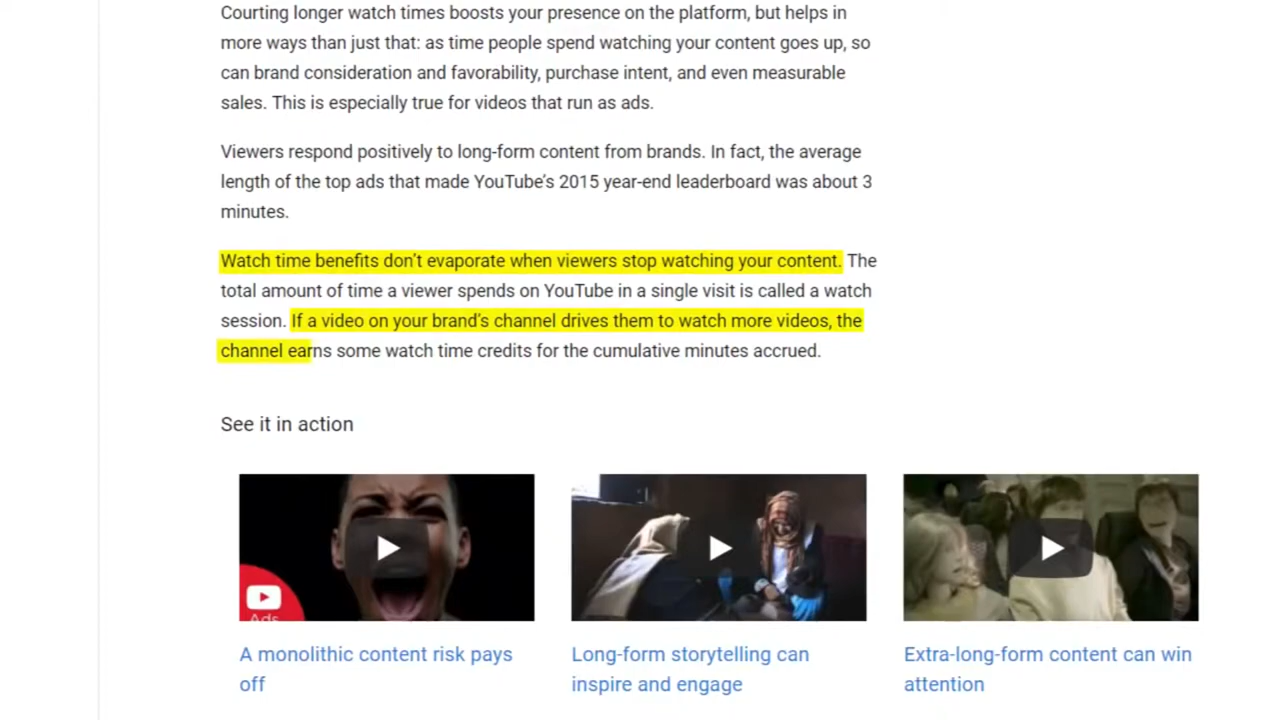 Courting longer watch times boosts your presence on the platform, but helps in
more ways than just that: as time people spend watching your content goes up, so
can brand consideration and favorability, purchase intent, and even measurable
sales. This is especially true for videos that run as ads.
Viewers respond positively to long-form content from brands. In fact, the average
length of the top ads that made YouTube’s 2015 year-end leaderboard was about 3
minutes.
Watch time benefits don’t evaporate when viewers stop watching your content. The
total amount of time a viewer spends on YouTube in a single visit is called a watch
session. If a video on your brand’s channel drives them to watch more videos, the
channel earns some watch time credits for the cumulative minutes accrued.
See it in action
Ads
A monolithic content risk pays
off
Long-form storytelling can
inspire and engage
Extra-long-form content can win
attention